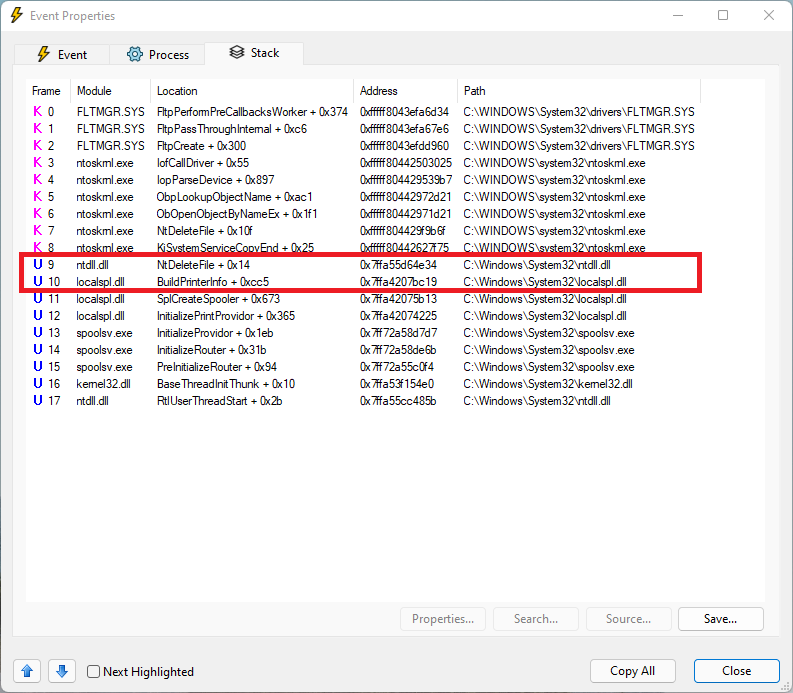 Event Properties
Event Process Stack
Frame Module Location Address Path
K 0 FLTMGR.SYS FltpPerformPreCallbacksWorker + 0x374 0xfffff8043efa6d34 C:\WINDOWS\System32\drivers\FLTMGR.SYS
K 1 FLTMGR.SYS FltpPassThroughInternal + 0xc6 0xfffff8043efa67e6 C:\WINDOWS\System32\drivers\FLTMGR.SYS
K 2 FLTMGR.SYS FltpCreate + 0x300 0xfffff8043efdd960 C:\WINDOWS\System32\drivers\FLTMGR.SYS
K 3 ntoskrnl.exe IofCallDriver + 0x55 0xfffff80442503025 C:\WINDOWS\system32\ntoskrnl.exe
K 4 ntoskrnl.exe IopParseDevice + 0x897 0xfffff804429539b7 C:\WINDOWS\system32\ntoskrnl.exe
K 5 ntoskrnl.exe ObpLookupObjectName + 0xac1 0xfffff80442972d21 C:\WINDOWS\system32\ntoskrnl.exe
K 6 ntoskrnl.exe ObOpenObjectByNameEx + 0x1f1 0xfffff80442971d21 C:\WINDOWS\system32\ntoskrnl.exe
K 7 ntoskrnl.exe NtDeleteFile + 0x10f 0xfffff804429f9b6f C:\WINDOWS\system32\ntoskrnl.exe
K 8 ntoskrnl.exe KiSystemServiceCopyEnd + 0x25 0xfffff80442627f75 C:\WINDOWS\system32\ntoskrnl.exe
U 9 ntdll.dll NtDeleteFile + 0x14 0x7ffa55d64e34 C:\Windows\System32\ntdll.dll
U 10 localspl.dll BuildPrinterInfo + 0xcc5 0x7ffa4207bc19 C:\Windows\System32\localspl.dll
U 11 localspl.dll SplCreateSpooler + 0x673 0x7ffa42075b13 C:\Windows\System32\localspl.dll
U 12 localspl.dll InitializePrintProvidor + 0x365 0x7ffa42074225 C:\Windows\System32\localspl.dll
U 13 spoolsv.exe InitializeProvidor + 0x1eb 0x7ff72a58d7d7 C:\Windows\System32\spoolsv.exe
U 14 spoolsv.exe InitializeRouter + 0x31b 0x7ff72a58de6b C:\Windows\System32\spoolsv.exe
U 15 spoolsv.exe PreInitializeRouter + 0x94 0x7ff72a55c0f4 C:\Windows\System32\spoolsv.exe
U 16 kernel32.dll BaseThreadInitThunk + 0x10 0x7ffa53f154e0 C:\Windows\System32\kernel32.dll
U 17 ntdll.dll RtlUserThreadStart + 0x2b 0x7ffa55cc485b C:\Windows\System32\ntdll.dll
Properties... Search... Source... Save...
Next Highlighted Copy All Close